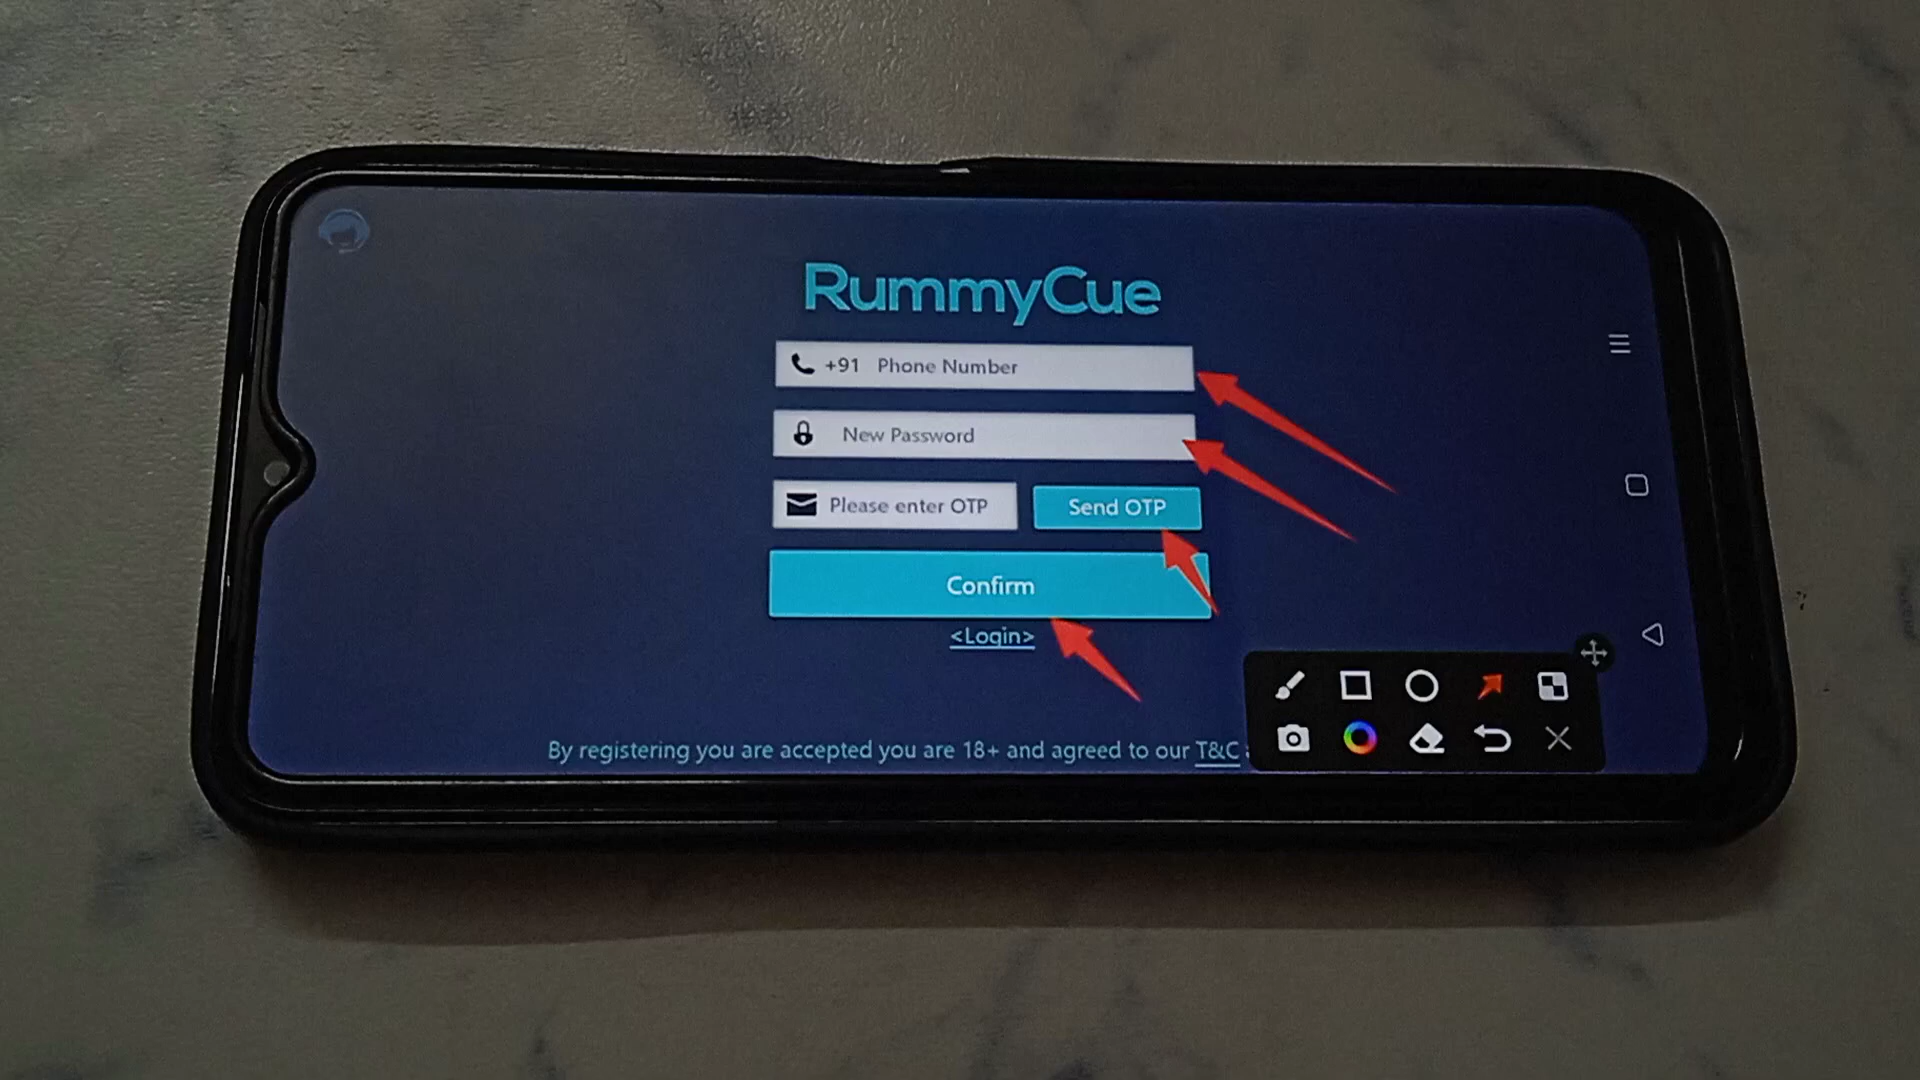 RummyCue
+91 Phone Number
New Password
Please enter OTP
Send OTP
Confirm
<Login>
By registering you are accepted you are 18+ and agreed to our T&C